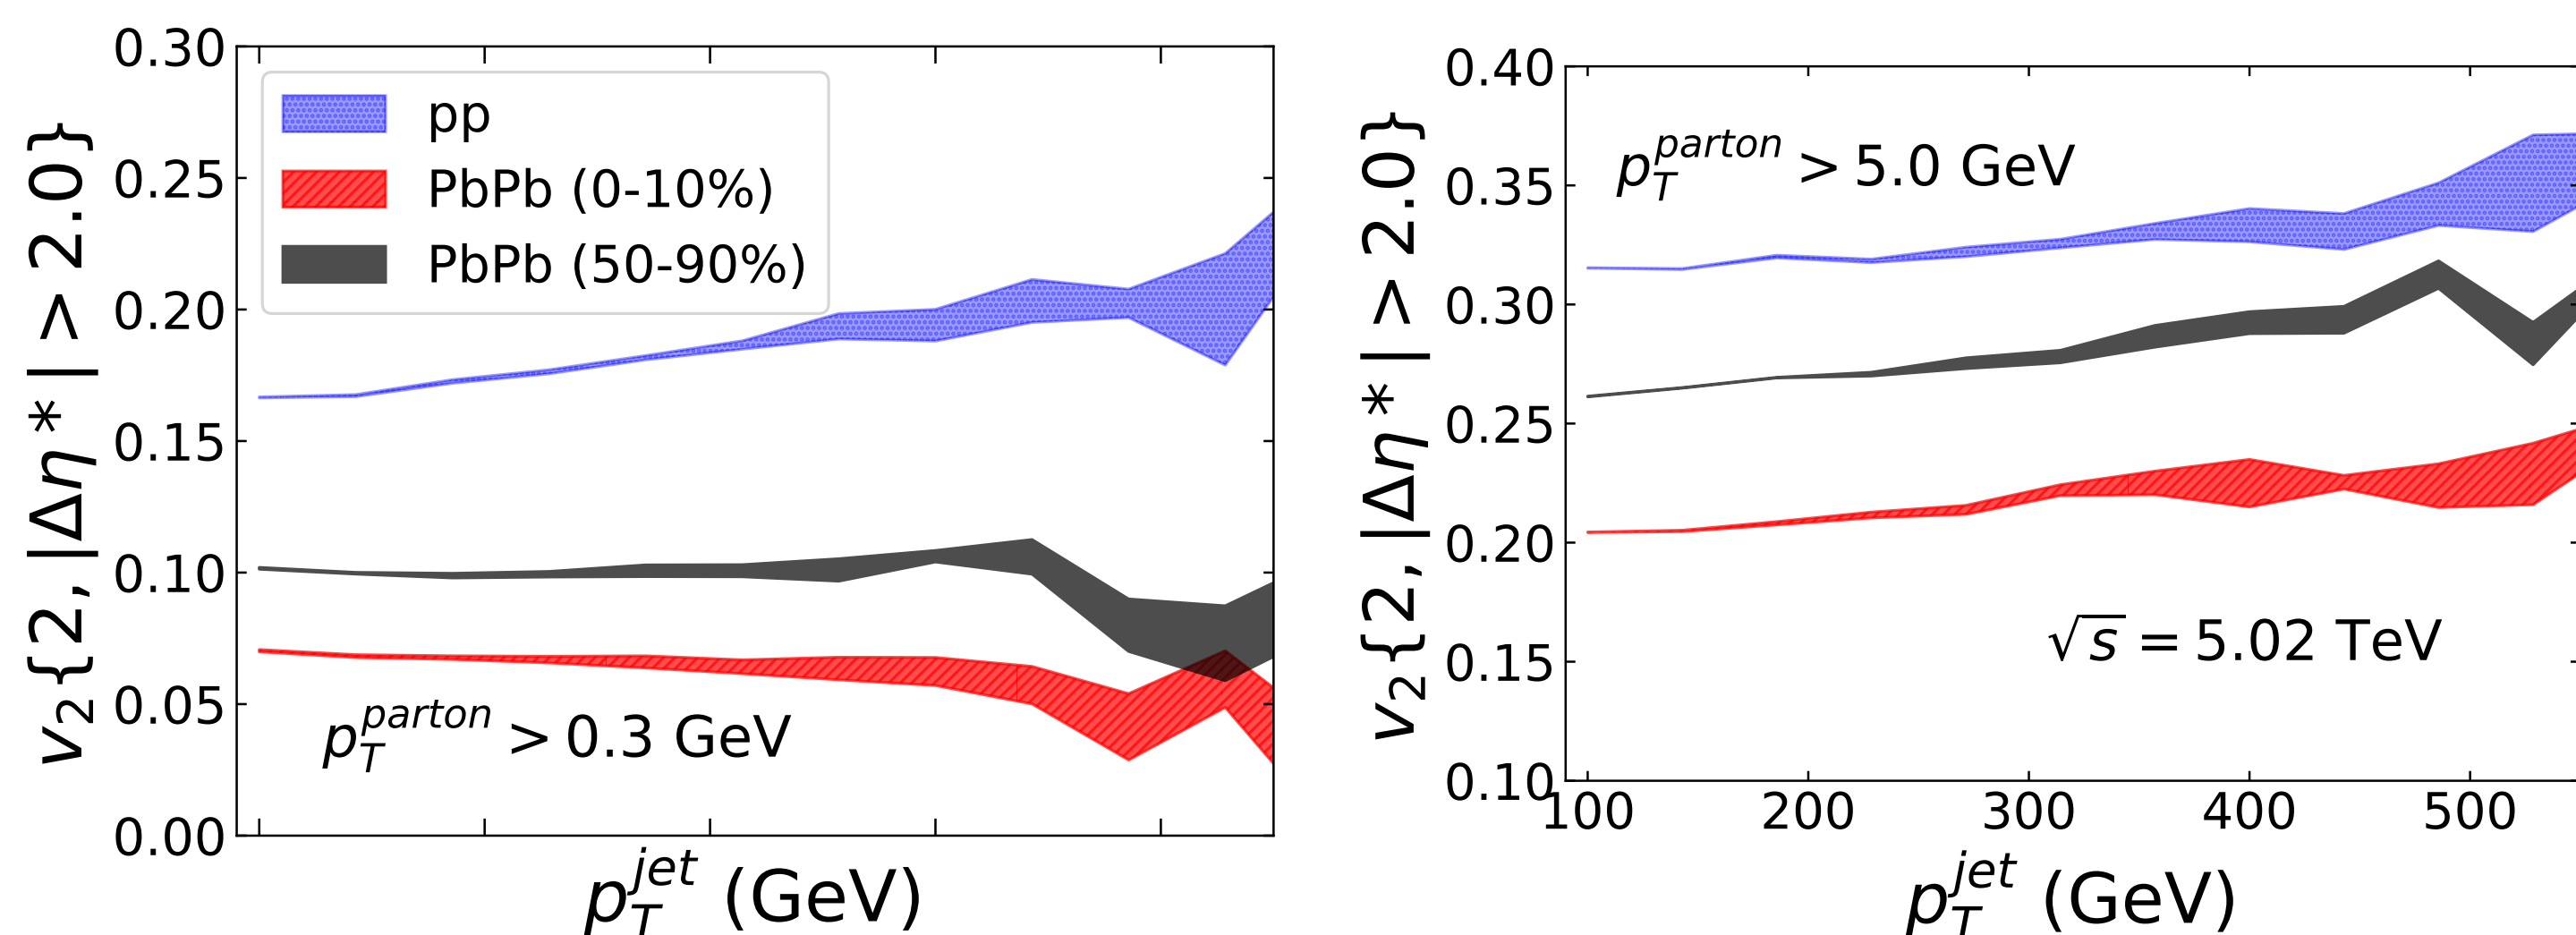 0.30
0.25
0.20
0.15
0.10
0.05
0.00
v₂{2,|Δη*|>2.0}
pp
PbPb (0-10%)
PbPb (50-90%)
p_T^{parton} > 0.3 GeV
p_T^{jet} (GeV)
0.40
0.35
0.30
0.25
0.20
0.15
0.10
v₂{2,|Δη*|>2.0}
p_T^{parton} > 5.0 GeV
√s = 5.02 TeV
100 200 300 400 500
p_T^{jet} (GeV)